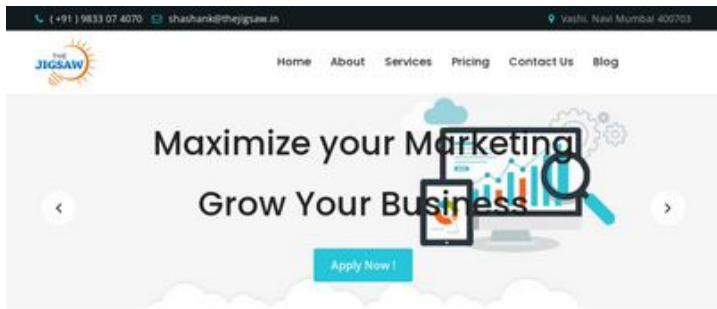 ( +91 ) 9833 07 4070 shashank@thejigsaw.in Vashi, Navi Mumbai 400703
THE
JIGSAW
Home About Services Pricing Contact Us Blog
Maximize your Marketing
Grow Your Business
Apply Now !